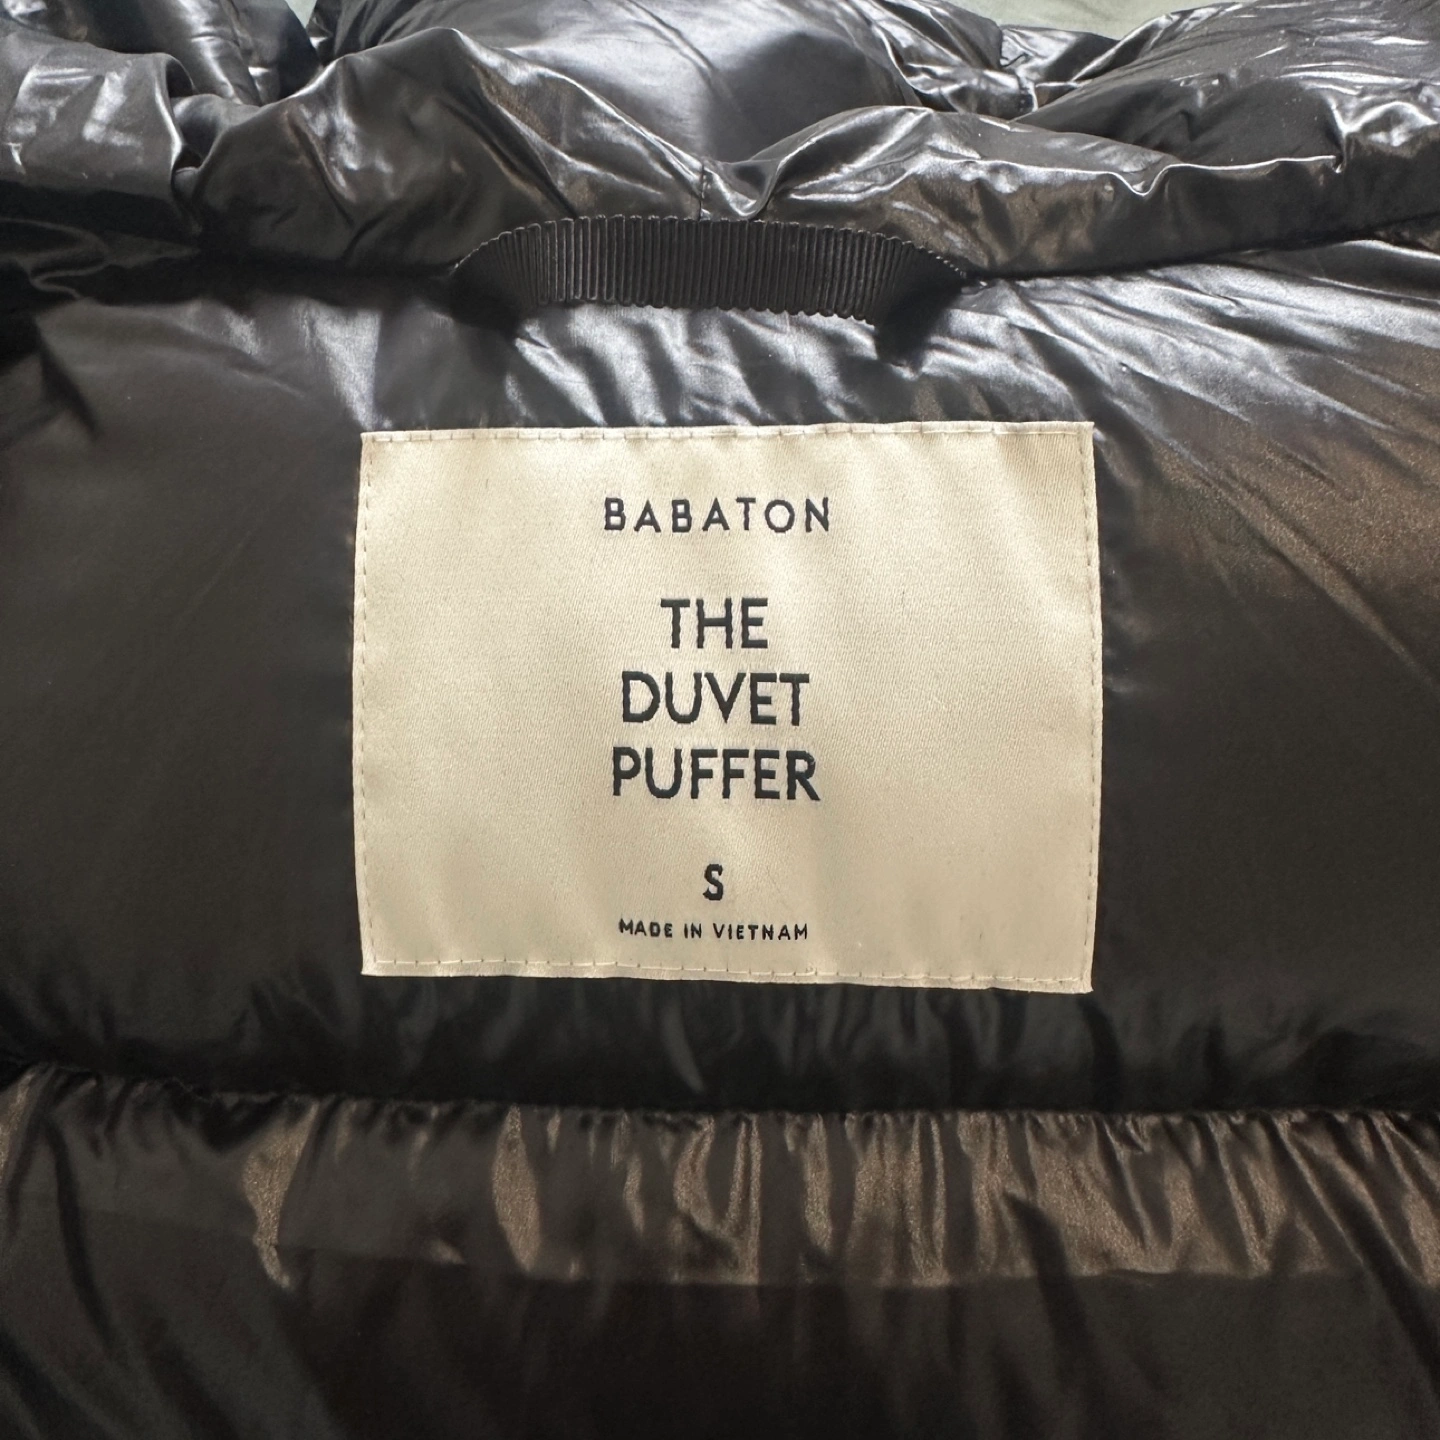 BABATON
THE
DUVET
PUFFER
S
MADE IN VIETNAM